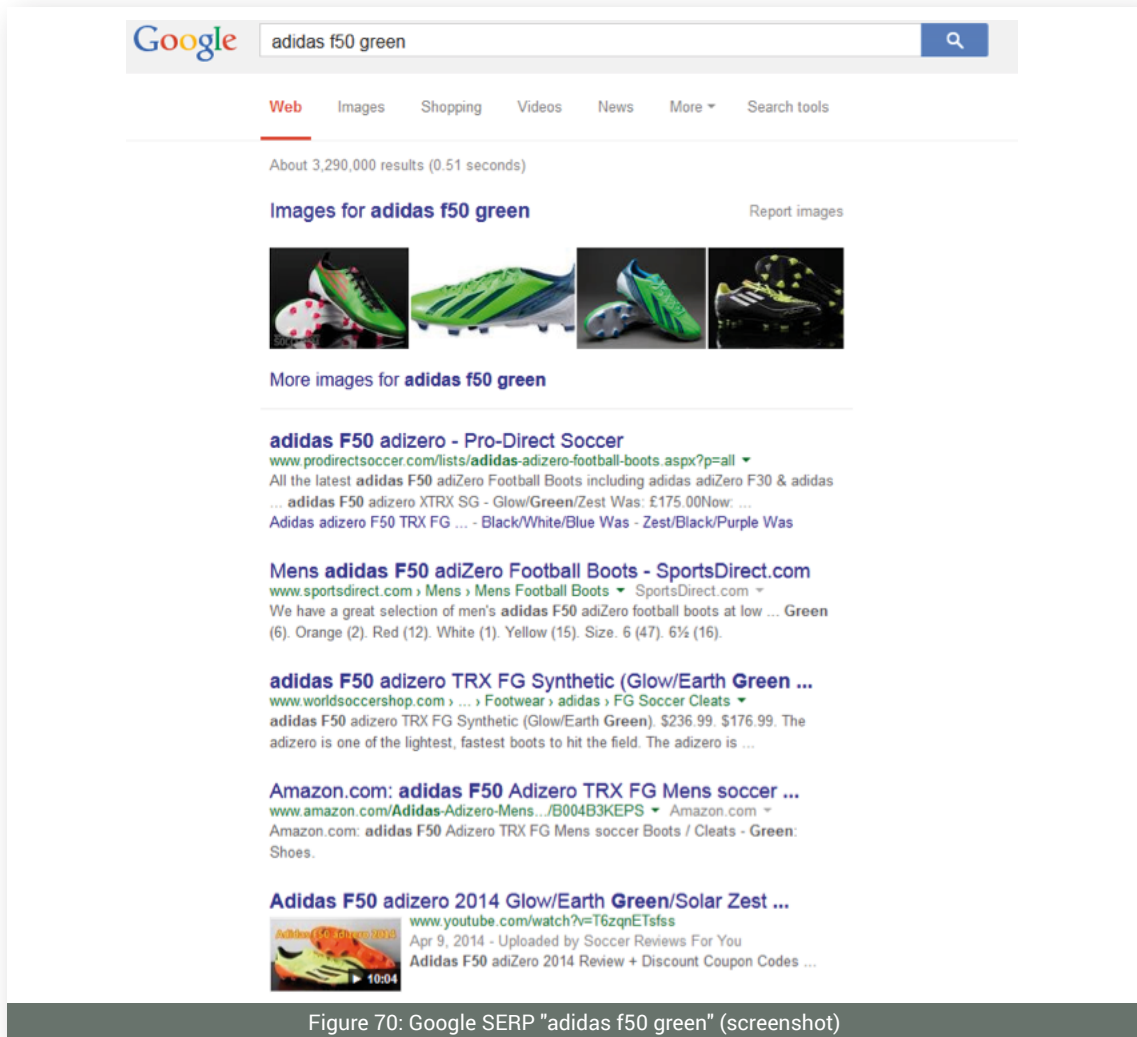 Google
adidas f50 green
Web Images Shopping Videos News More Search tools
About 3,290,000 results (0.51 seconds)
Images for adidas f50 green Report images
More images for adidas f50 green
adidas F50 adizero - Pro-Direct Soccer
www.prodirectsoccer.com/lists/adidas-adizero-football-boots.aspx?p=all
All the latest adidas F50 adiZero Football Boots including adidas adiZero F30 & adidas
... adidas F50 adizero XTRX SG - Glow/Green/Zest Was: £175.00Now: ...
Adidas adizero F50 TRX FG ... - Black/White/Blue Was - Zest/Black/Purple Was
Mens adidas F50 adiZero Football Boots - SportsDirect.com
www.sportsdirect.com › Mens › Mens Football Boots SportsDirect.com
We have a great selection of men's adidas F50 adiZero football boots at low ... Green
(6). Orange (2). Red (12). White (1). Yellow (15). Size. 6 (47). 6½ (16).
adidas F50 adizero TRX FG Synthetic (Glow/Earth Green ...
www.worldsoccershop.com › ... › Footwear › adidas › FG Soccer Cleats
adidas F50 adizero TRX FG Synthetic (Glow/Earth Green). $236.99. $176.99. The
adizero is one of the lightest, fastest boots to hit the field. The adizero is ...
Amazon.com: adidas F50 Adizero TRX FG Mens soccer ...
www.amazon.com/Adidas-Adizero-Mens.../B004B3KEPS Amazon.com
Amazon.com: adidas F50 Adizero TRX FG Mens soccer Boots / Cleats - Green:
Shoes.
Adidas F50 adizero 2014 Glow/Earth Green/Solar Zest ...
www.youtube.com/watch?v=T6zqnETsfss
Apr 9, 2014 - Uploaded by Soccer Reviews For You
Adidas F50 adiZero 2014 Review + Discount Coupon Codes ...
Adidas F50 adizero 2014
10:04
Figure 70: Google SERP "adidas f50 green" (screenshot)